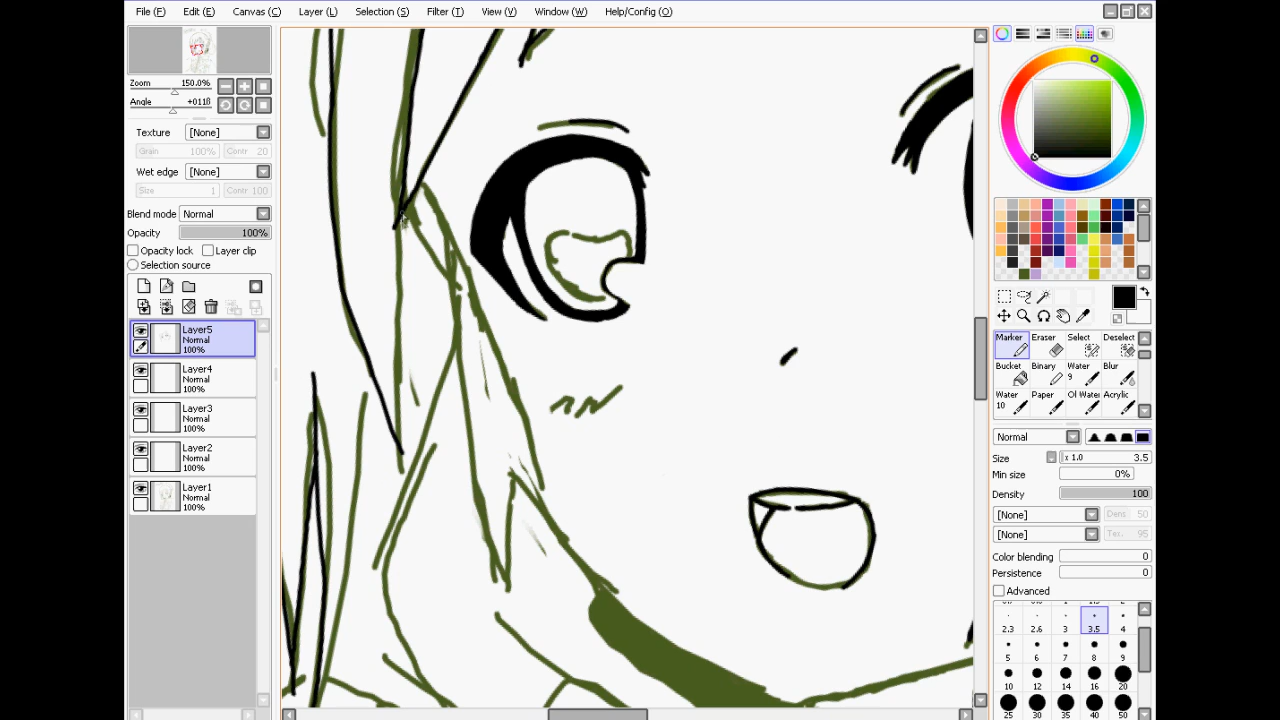 File (F) Edit (E) Canvas (C) Layer (L) Selection (S) Filter (T) View (V) Window (W) Help/Config (O)
Zoom 150.0%
Angle
Texture [None]
Grain 100% Contr 20
Wet edge [None]
Size 1 Contr 100
Blend mode Normal
Opacity 100%
Opacity lock Layer clip
Selection source
Layer5
Normal
100%
Layer4
Normal
100%
Layer3
Normal
100%
Layer2
Normal
100%
Layer1
Normal
100%
Marker Eraser Select Deselect
Bucket Binary Water Blur
9
Water Paper Ol Water Acrylic
10
Normal
Size x 1.0 3.5
Min size 0%
Density 100
[None] Dens 50
[None] Tex. 95
Color blending 0
Persistence 0
Advanced
2.3 2.6 3 3.5 4
5 6 7 8 9
10 12 14 16 20
25 30 35 40 50